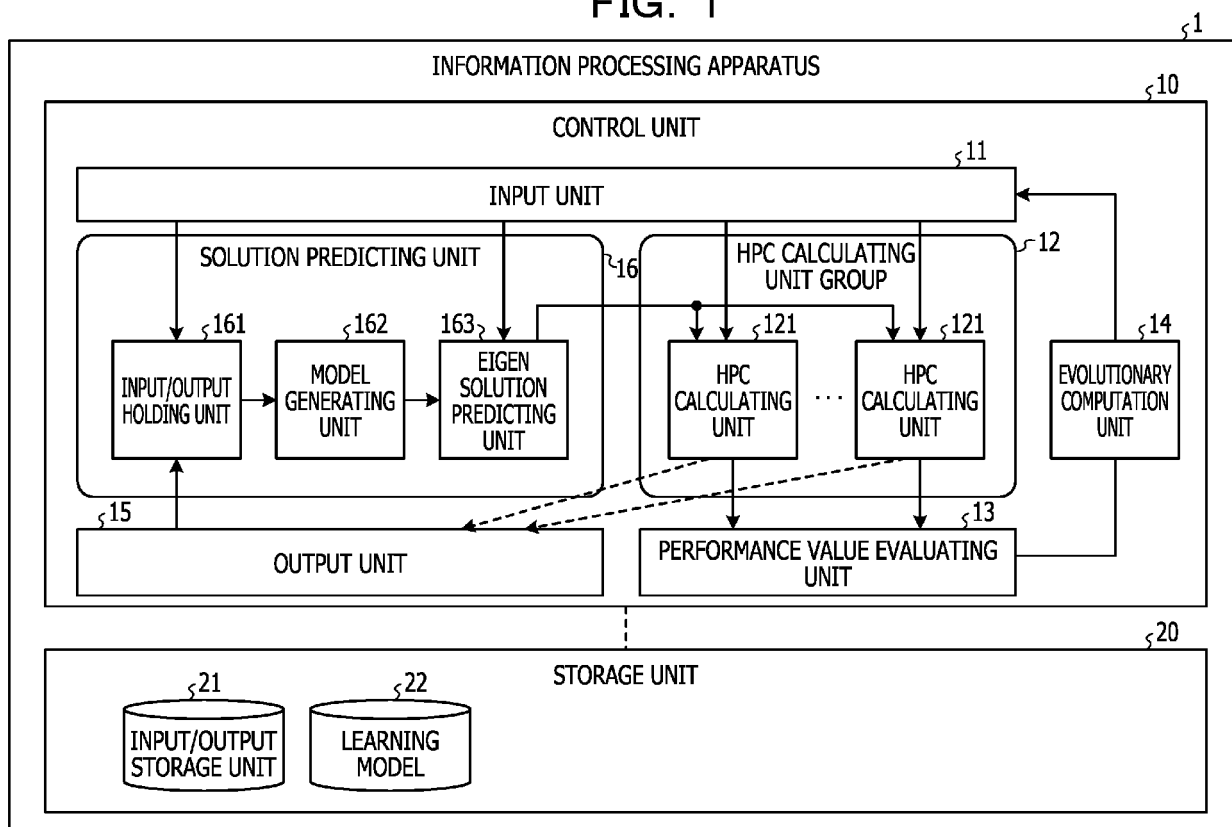 FIG. 1
1
INFORMATION PROCESSING APPARATUS
10
CONTROL UNIT
11
INPUT UNIT
SOLUTION PREDICTING UNIT
16
HPC CALCULATING
UNIT GROUP
12
161
INPUT/OUTPUT
HOLDING UNIT
162
MODEL
GENERATING
UNIT
163
EIGEN
SOLUTION
PREDICTING
UNIT
121
HPC
CALCULATING
UNIT
...
121
HPC
CALCULATING
UNIT
14
EVOLUTIONARY
COMPUTATION
UNIT
15
OUTPUT UNIT
13
PERFORMANCE VALUE EVALUATING
UNIT
20
STORAGE UNIT
21
INPUT/OUTPUT
STORAGE UNIT
22
LEARNING
MODEL